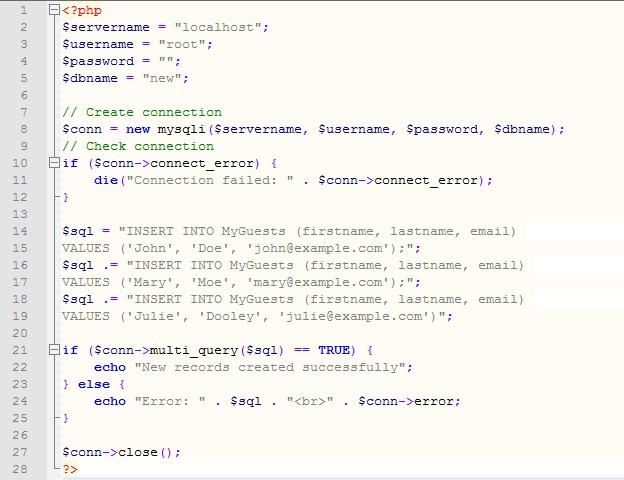 1 <?php
2 $servername = "localhost";
3 $username = "root";
4 $password = "";
5 $dbname = "new";
6
7 // Create connection
8 $conn = new mysqli($servername, $username, $password, $dbname);
9 // Check connection
10 if ($conn->connect_error) {
11     die("Connection failed: " . $conn->connect_error);
12 }
13
14 $sql = "INSERT INTO MyGuests (firstname, lastname, email)
15 VALUES ('John', 'Doe', 'john@example.com');";
16 $sql .= "INSERT INTO MyGuests (firstname, lastname, email)
17 VALUES ('Mary', 'Moe', 'mary@example.com');";
18 $sql .= "INSERT INTO MyGuests (firstname, lastname, email)
19 VALUES ('Julie', 'Dooley', 'julie@example.com')";
20
21 if ($conn->multi_query($sql) == TRUE) {
22     echo "New records created successfully";
23 } else {
24     echo "Error: " . $sql . "<br>" . $conn->error;
25 }
26
27 $conn->close();
28 ?>